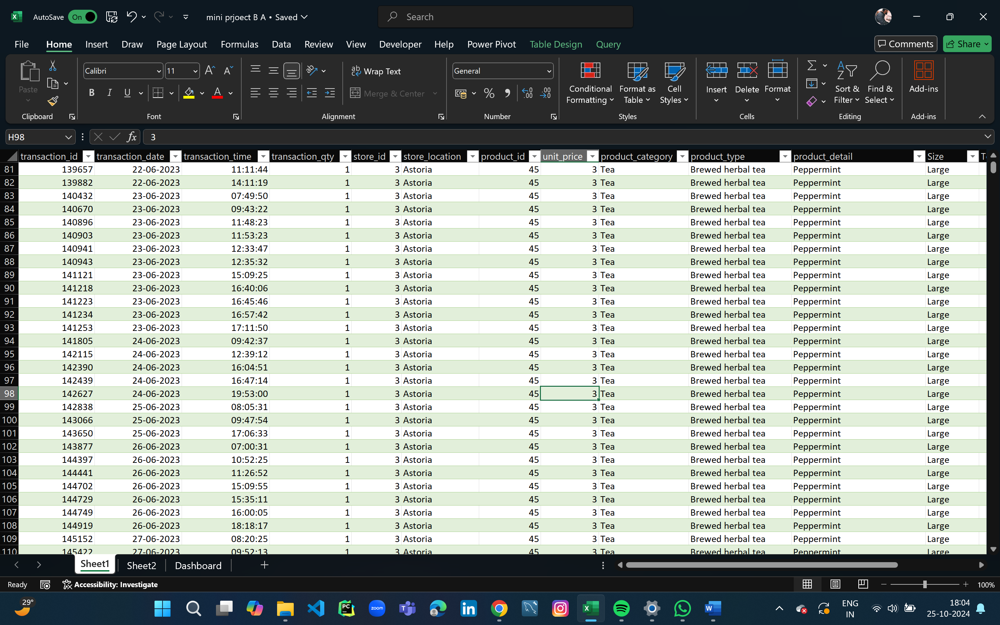 AutoSave On mini prjoect B A • Saved Search
File Home Insert Draw Page Layout Formulas Data Review View Developer Help Power Pivot Table Design Query Comments Share
Paste Calibri 11 Wrap Text General Conditional Formatting Format as Table Cell Styles Insert Delete Format Sort & Filter Find & Select Add-ins
B I U A Merge & Center % .00
Clipboard Font Alignment Number Styles Cells Editing Add-ins
H98 fx 3
transaction_id transaction_date transaction_time transaction_qty store_id store_location product_id unit_price product_category product_type product_detail Size
81 139657 22-06-2023 11:11:44 1 3 Astoria 45 3 Tea Brewed herbal tea Peppermint Large
82 139882 22-06-2023 14:11:19 1 3 Astoria 45 3 Tea Brewed herbal tea Peppermint Large
83 140432 23-06-2023 07:49:50 1 3 Astoria 45 3 Tea Brewed herbal tea Peppermint Large
84 140670 23-06-2023 09:43:22 1 3 Astoria 45 3 Tea Brewed herbal tea Peppermint Large
85 140896 23-06-2023 11:48:23 1 3 Astoria 45 3 Tea Brewed herbal tea Peppermint Large
86 140903 23-06-2023 11:53:23 1 3 Astoria 45 3 Tea Brewed herbal tea Peppermint Large
87 140941 23-06-2023 12:33:47 1 3 Astoria 45 3 Tea Brewed herbal tea Peppermint Large
88 140943 23-06-2023 12:35:32 1 3 Astoria 45 3 Tea Brewed herbal tea Peppermint Large
89 141121 23-06-2023 15:09:25 1 3 Astoria 45 3 Tea Brewed herbal tea Peppermint Large
90 141218 23-06-2023 16:40:06 1 3 Astoria 45 3 Tea Brewed herbal tea Peppermint Large
91 141223 23-06-2023 16:45:46 1 3 Astoria 45 3 Tea Brewed herbal tea Peppermint Large
92 141234 23-06-2023 16:57:42 1 3 Astoria 45 3 Tea Brewed herbal tea Peppermint Large
93 141253 23-06-2023 17:11:50 1 3 Astoria 45 3 Tea Brewed herbal tea Peppermint Large
94 141805 24-06-2023 09:42:37 1 3 Astoria 45 3 Tea Brewed herbal tea Peppermint Large
95 142115 24-06-2023 12:39:12 1 3 Astoria 45 3 Tea Brewed herbal tea Peppermint Large
96 142390 24-06-2023 16:04:51 1 3 Astoria 45 3 Tea Brewed herbal tea Peppermint Large
97 142439 24-06-2023 16:47:14 1 3 Astoria 45 3 Tea Brewed herbal tea Peppermint Large
98 142627 24-06-2023 19:53:00 1 3 Astoria 45 3 Tea Brewed herbal tea Peppermint Large
99 142838 25-06-2023 08:05:31 1 3 Astoria 45 3 Tea Brewed herbal tea Peppermint Large
100 143066 25-06-2023 09:47:54 1 3 Astoria 45 3 Tea Brewed herbal tea Peppermint Large
101 143650 25-06-2023 17:06:33 1 3 Astoria 45 3 Tea Brewed herbal tea Peppermint Large
102 143877 26-06-2023 07:00:31 1 3 Astoria 45 3 Tea Brewed herbal tea Peppermint Large
103 144397 26-06-2023 10:52:25 1 3 Astoria 45 3 Tea Brewed herbal tea Peppermint Large
104 144441 26-06-2023 11:26:52 1 3 Astoria 45 3 Tea Brewed herbal tea Peppermint Large
105 144702 26-06-2023 15:09:55 1 3 Astoria 45 3 Tea Brewed herbal tea Peppermint Large
106 144729 26-06-2023 15:35:11 1 3 Astoria 45 3 Tea Brewed herbal tea Peppermint Large
107 144749 26-06-2023 16:00:05 1 3 Astoria 45 3 Tea Brewed herbal tea Peppermint Large
108 144919 26-06-2023 18:18:17 1 3 Astoria 45 3 Tea Brewed herbal tea Peppermint Large
109 145152 27-06-2023 08:20:25 1 3 Astoria 45 3 Tea Brewed herbal tea Peppermint Large
110 145422 27-06-2023 09:52:13 1 3 Astoria 45 3 Tea Brewed herbal tea Peppermint Large
Sheet1 Sheet2 Dashboard
Ready Accessibility: Investigate 100%
29° zoom ENG IN 18:04 25-10-2024